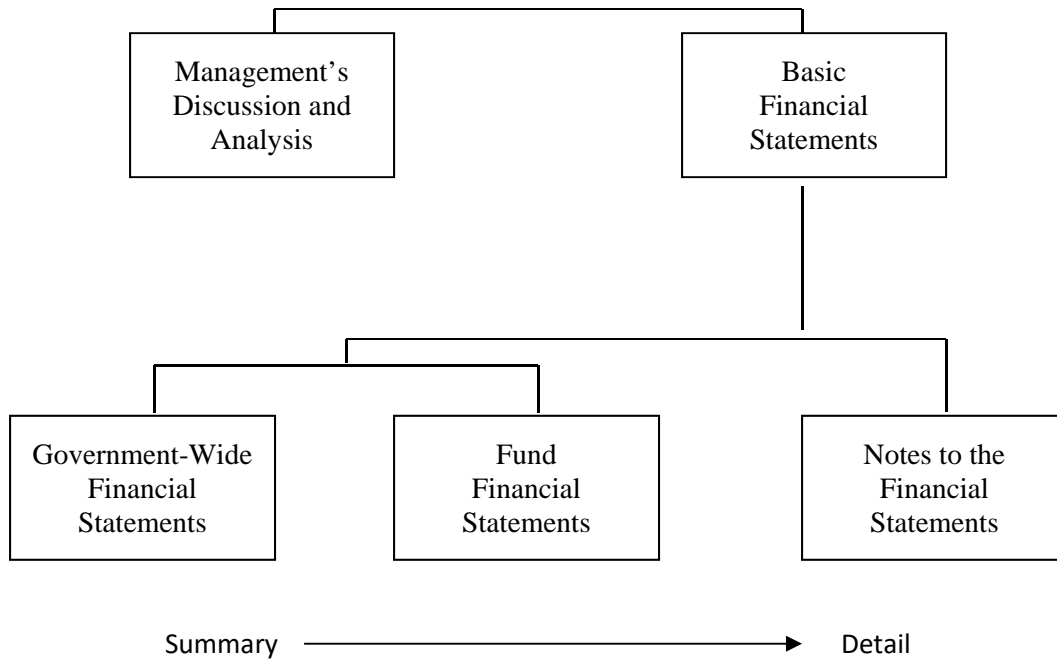 Management’s
Discussion and
Analysis
Basic
Financial
Statements
Government-Wide
Financial
Statements
Fund
Financial
Statements
Notes to the
Financial
Statements
Summary
Detail